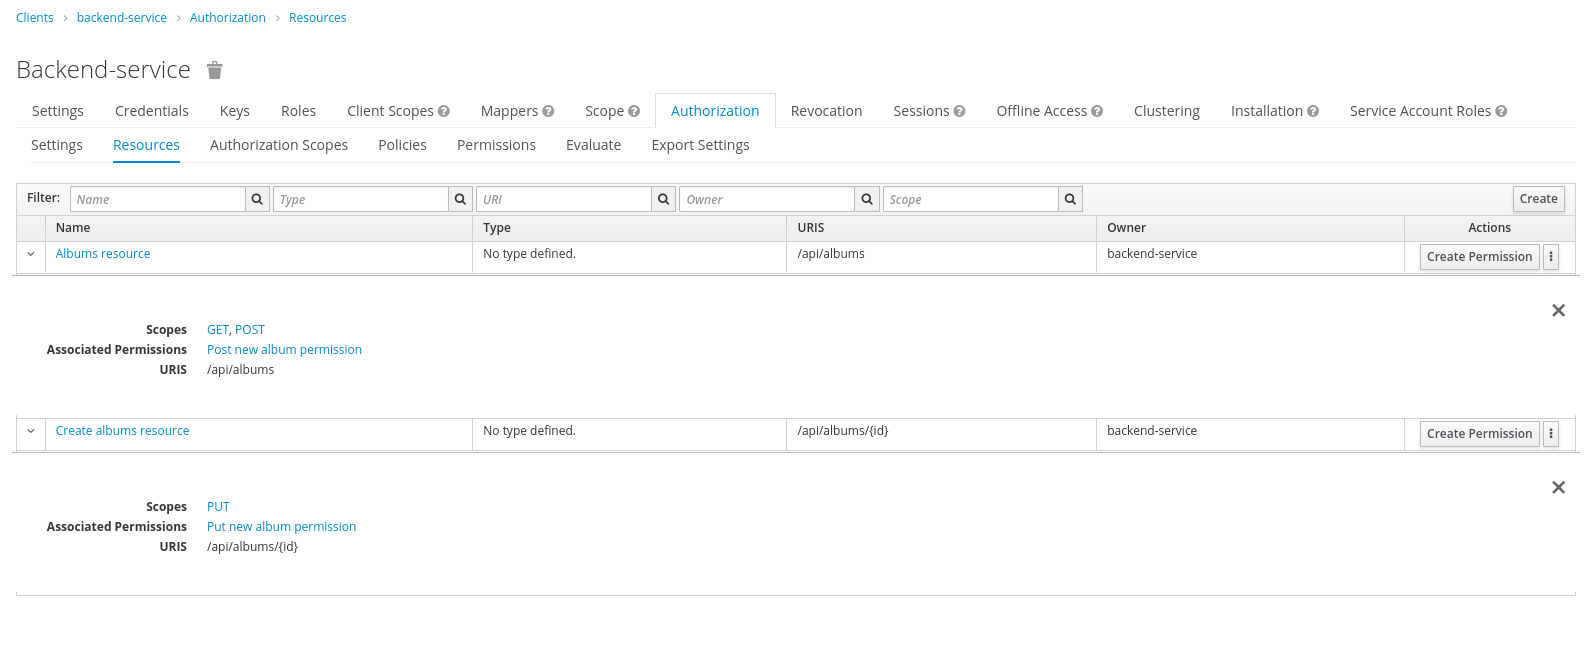 Clients › backend-service › Authorization › Resources
Backend-service
Settings Credentials Keys Roles Client Scopes ? Mappers ? Scope ? Authorization Revocation Sessions ? Offline Access ? Clustering Installation ? Service Account Roles ?
Settings Resources Authorization Scopes Policies Permissions Evaluate Export Settings
Filter: Name Type URI Owner Scope Create
Name Type URIS Owner Actions
Albums resource No type defined. /api/albums backend-service Create Permission
Scopes GET, POST
Associated Permissions Post new album permission
URIS /api/albums
Create albums resource No type defined. /api/albums/{id} backend-service Create Permission
Scopes PUT
Associated Permissions Put new album permission
URIS /api/albums/{id}